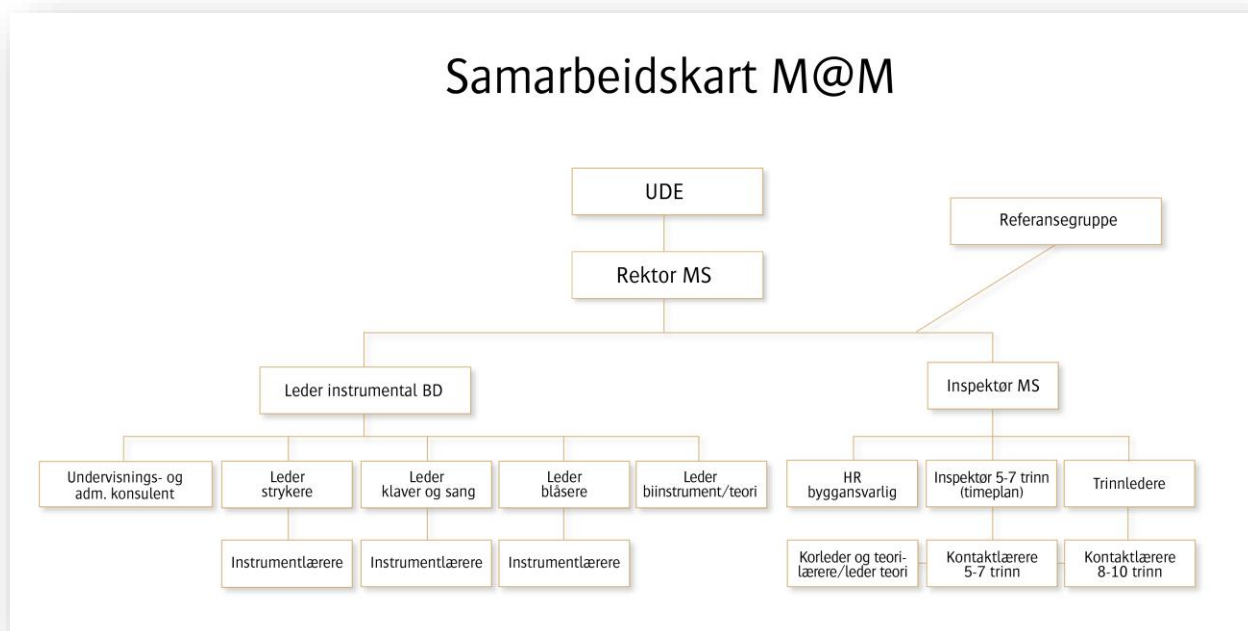 Samarbeidskart M@M
UDE
Referansegruppe
Rektor MS
Leder instrumental BD
Inspektør MS
Undervisnings- og
adm. konsulent
Leder
strykere
Leder
klaver og sang
Leder
blåsere
Leder
biinstrument/teori
HR
byggansvarlig
Inspektør 5-7 trinn
(timeplan)
Trinnledere
Instrumentlærere
Instrumentlærere
Instrumentlærere
Korleder og teori-
lærere/leder teori
Kontaktlærere
5-7 trinn
Kontaktlærere
8-10 trinn